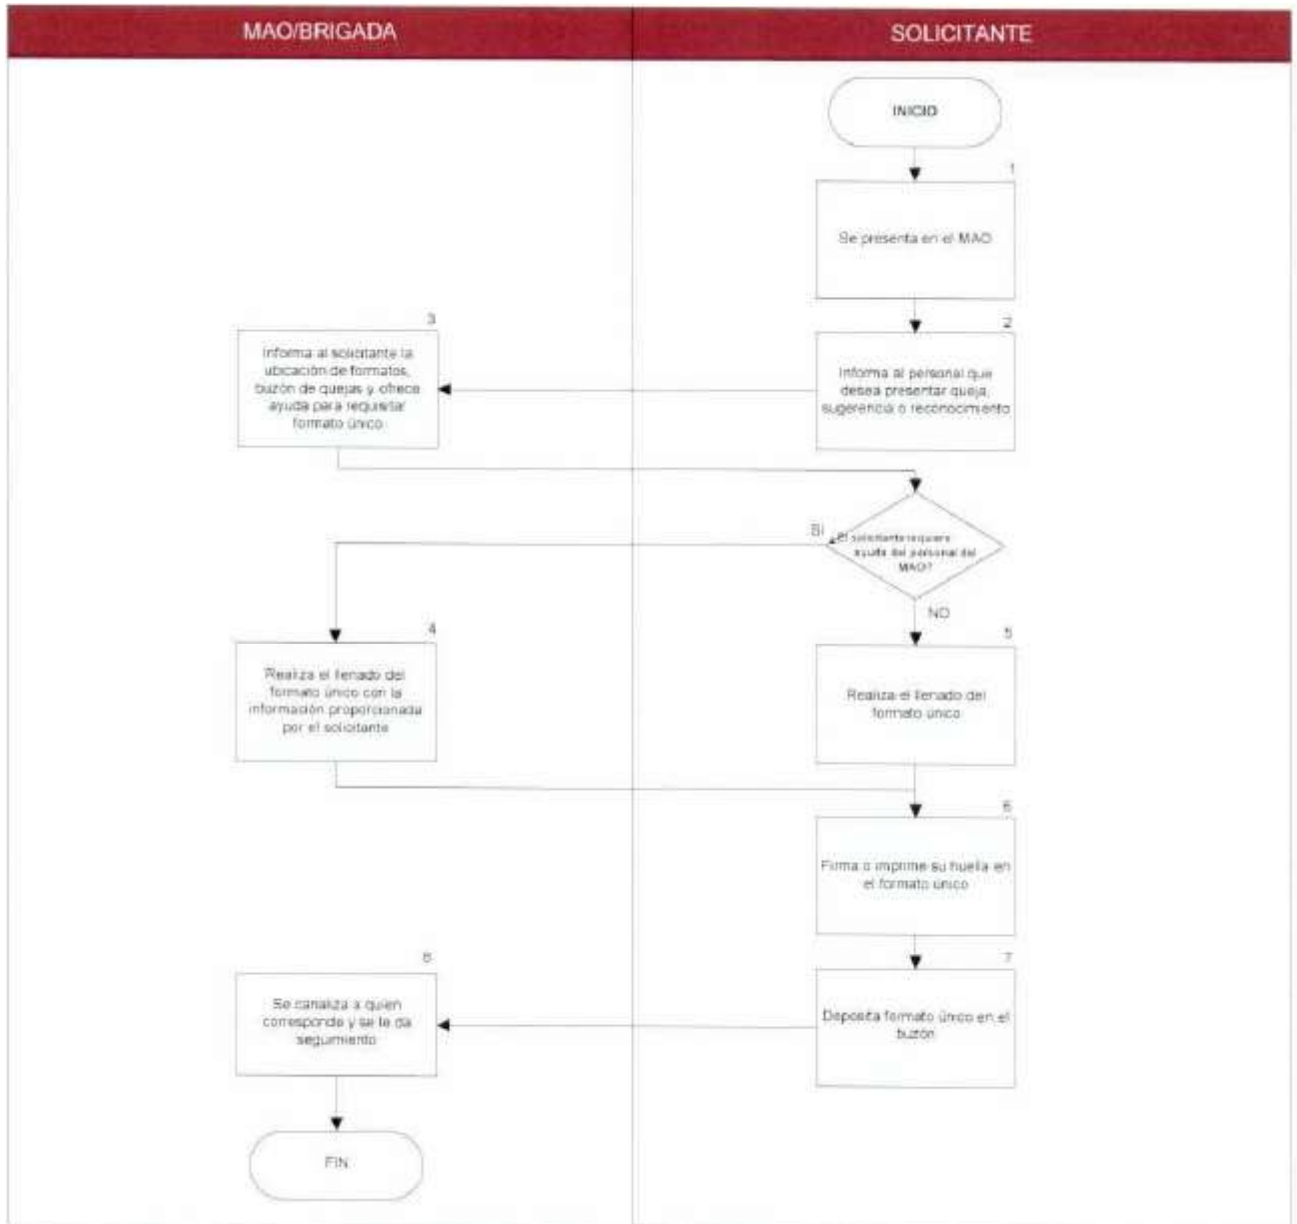 MAO/BRIGADA
SOLICITANTE
INICIO
1
Se presenta en el MAO
2
Informa al personal que
desea presentar queja,
sugerencia o reconocimiento
3
Informa al solicitante la
ubicación de formatos,
buzón de quejas y ofrece
ayuda para requisitar
formato único
¿El solicitante requiere
ayuda del personal del
MAO?
SI
NO
4
Realiza el llenado del
formato único con la
información proporcionada
por el solicitante
5
Realiza el llenado del
formato único
6
Firma o imprime su huella en
el formato único
7
Deposita formato único en el
buzón
Se canaliza a quien
corresponde y se le da
seguimiento
FIN